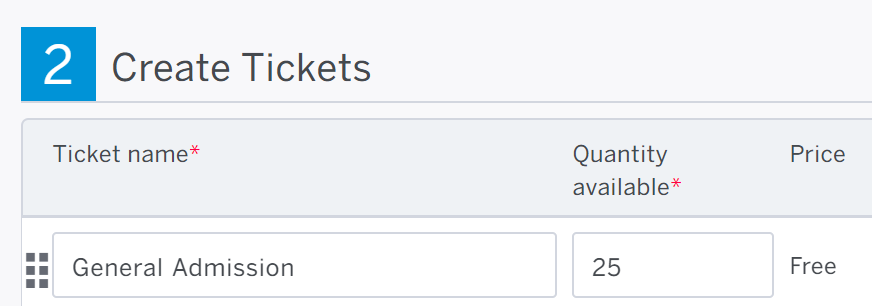 2 Create Tickets
Ticket name* Quantity available* Price
General Admission 25 Free